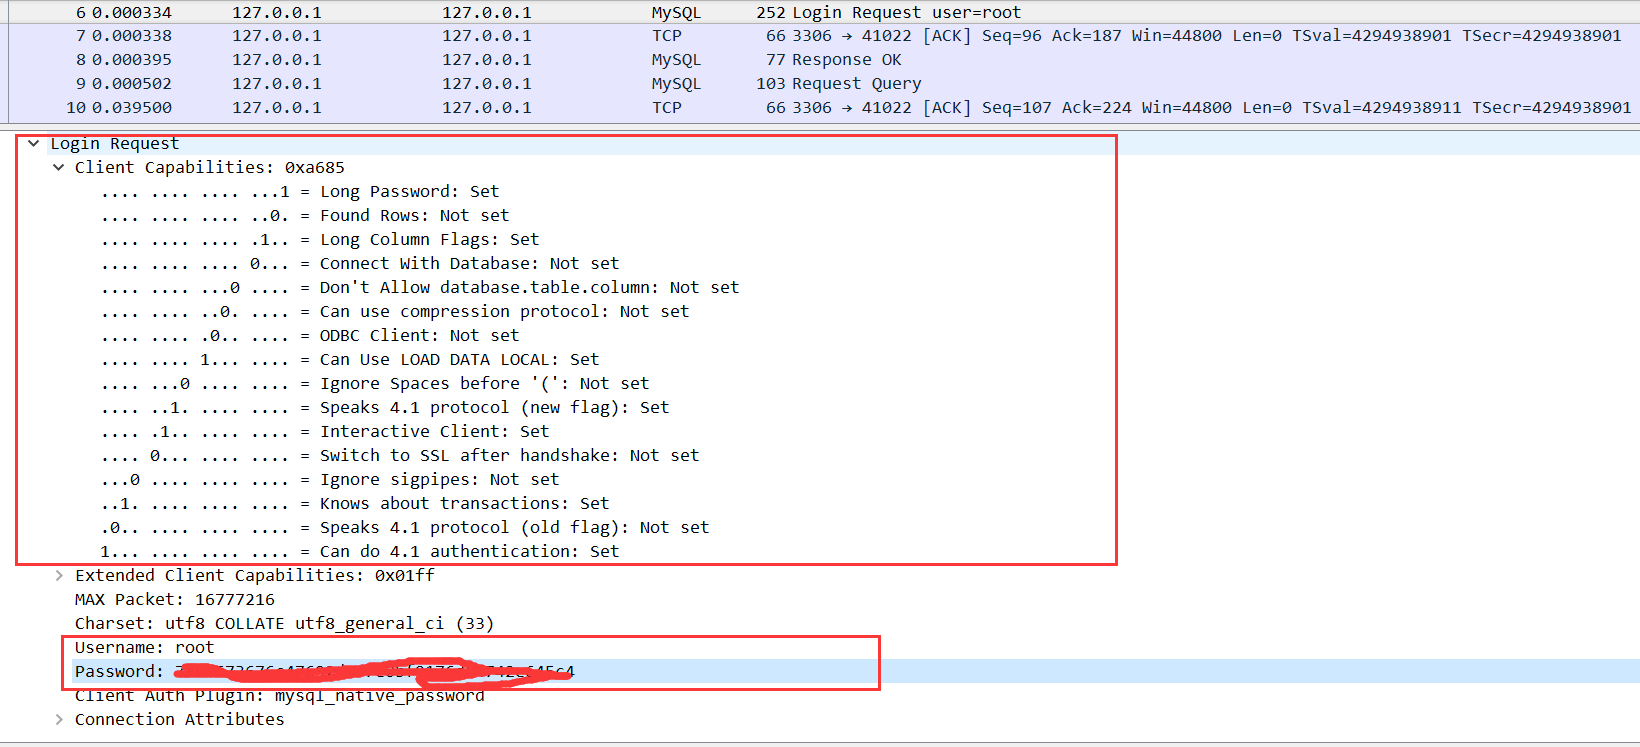 6 0.000334 127.0.0.1 127.0.0.1 MySQL 252 Login Request user=root
7 0.000338 127.0.0.1 127.0.0.1 TCP 66 3306 → 41022 [ACK] Seq=96 Ack=187 Win=44800 Len=0 TSval=4294938901 TSecr=4294938901
8 0.000395 127.0.0.1 127.0.0.1 MySQL 77 Response OK
9 0.000502 127.0.0.1 127.0.0.1 MySQL 103 Request Query
10 0.039500 127.0.0.1 127.0.0.1 TCP 66 3306 → 41022 [ACK] Seq=107 Ack=224 Win=44800 Len=0 TSval=4294938911 TSecr=4294938901
Login Request
Client Capabilities: 0xa685
.... .... .... ...1 = Long Password: Set
.... .... .... ..0. = Found Rows: Not set
.... .... .... .1.. = Long Column Flags: Set
.... .... .... 0... = Connect With Database: Not set
.... .... ...0 .... = Don't Allow database.table.column: Not set
.... .... ..0. .... = Can use compression protocol: Not set
.... .... .0.. .... = ODBC Client: Not set
.... .... 1... .... = Can Use LOAD DATA LOCAL: Set
.... ...0 .... .... = Ignore Spaces before '(': Not set
.... ..1. .... .... = Speaks 4.1 protocol (new flag): Set
.... .1.. .... .... = Interactive Client: Set
.... 0... .... .... = Switch to SSL after handshake: Not set
...0 .... .... .... = Ignore sigpipes: Not set
..1. .... .... .... = Knows about transactions: Set
.0.. .... .... .... = Speaks 4.1 protocol (old flag): Not set
1... .... .... .... = Can do 4.1 authentication: Set
Extended Client Capabilities: 0x01ff
MAX Packet: 16777216
Charset: utf8 COLLATE utf8_general_ci (33)
Username: root
Password:
Client Auth Plugin: mysql_native_password
Connection Attributes